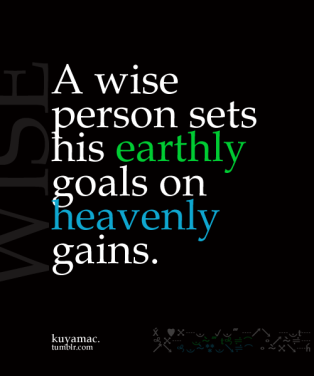 WISE
A wise
person sets
his earthly
goals on
heavenly
gains.
kuyamac.
tumblr.com